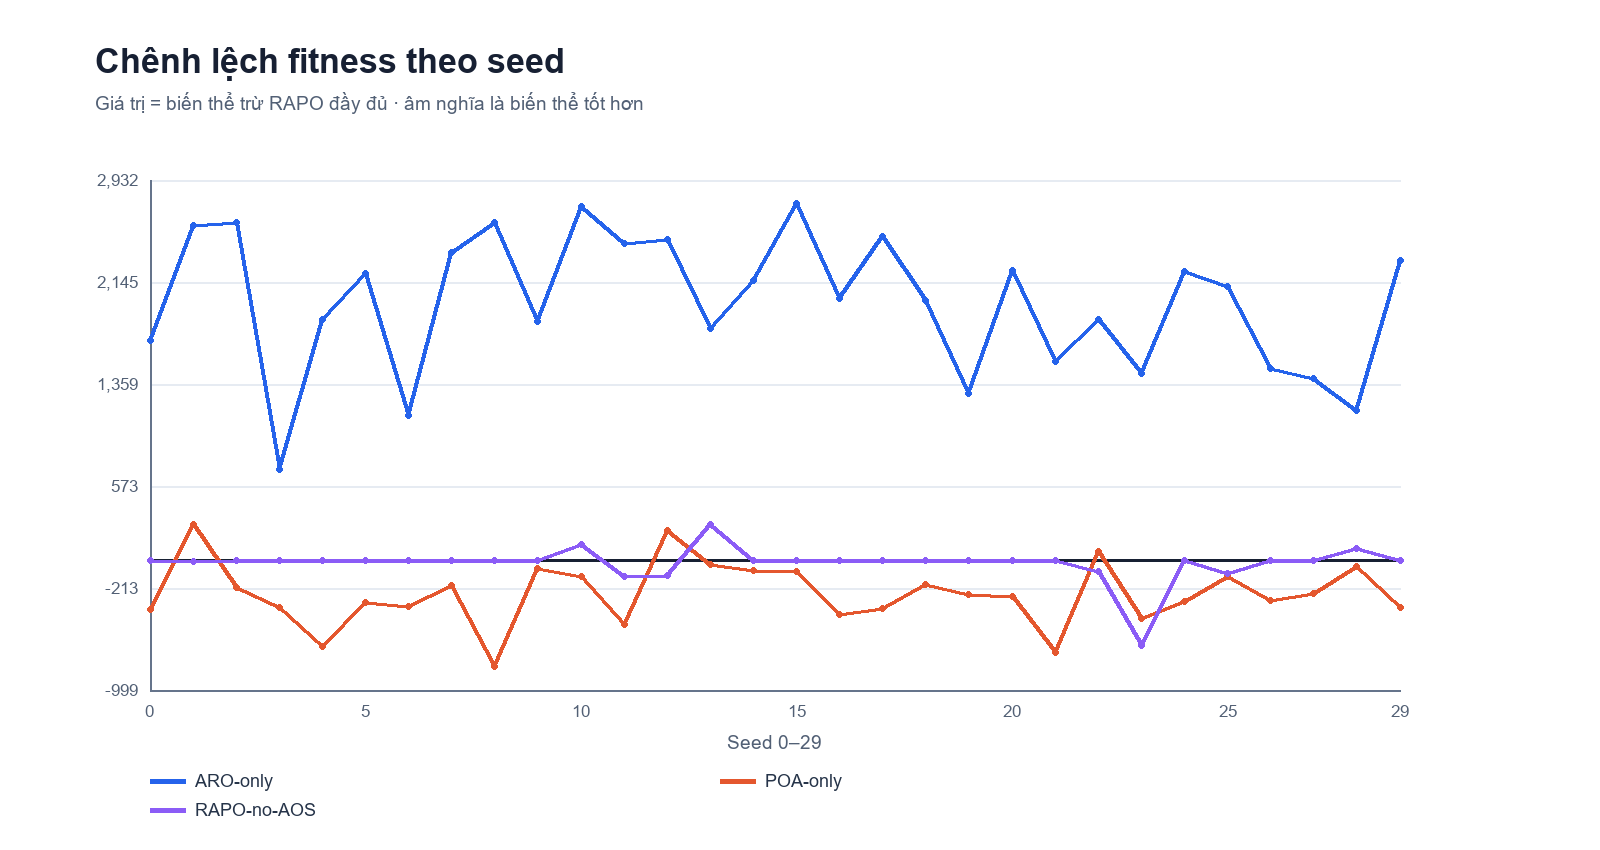 Chênh lệch fitness theo seed
Giá trị = biến thể trừ RAPO đầy đủ · âm nghĩa là biến thể tốt hơn
2,932
2,145
1,359
573
-213
-999
0 5 10 15 20 25 29
Seed 0–29
ARO-only POA-only
RAPO-no-AOS